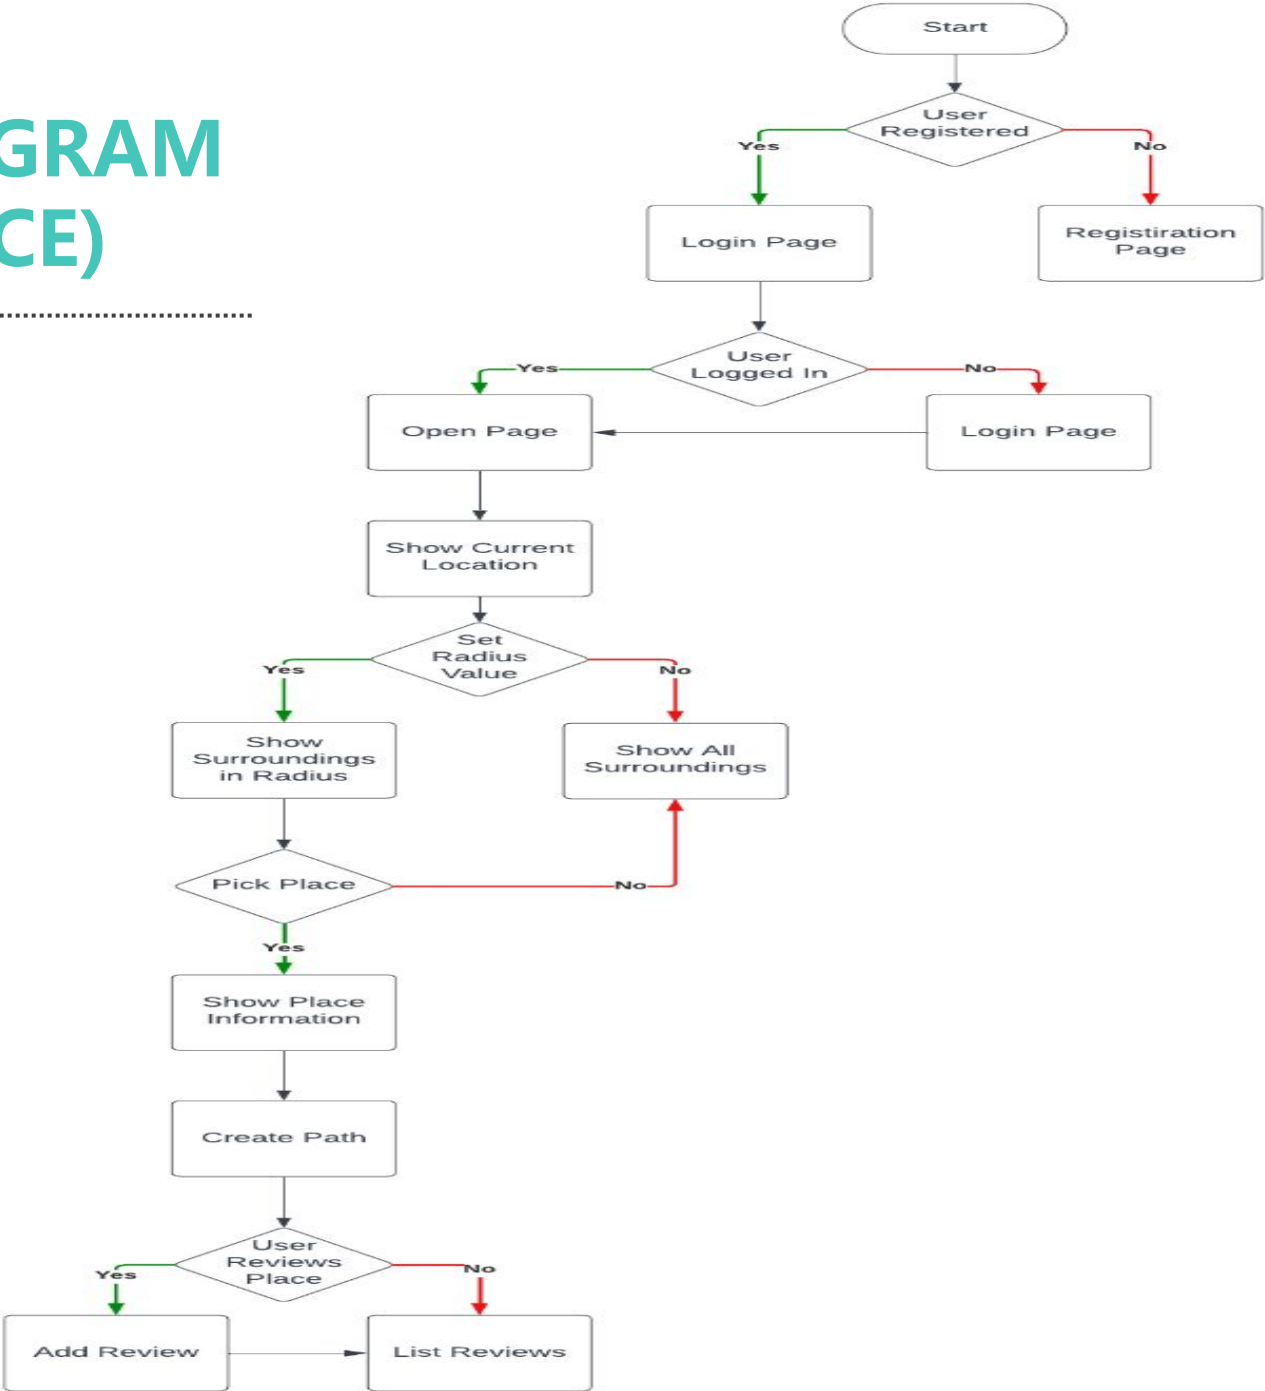 GRAM
CE)
Start
User
Registered
Yes
No
Login Page
Registiration
Page
User
Logged In
Yes
No
Open Page
Login Page
Show Current
Location
Set
Radius
Value
Yes
No
Show
Surroundings
in Radius
Show All
Surroundings
Pick Place
No
Yes
Show Place
Information
Create Path
User
Reviews
Place
Yes
No
Add Review
List Reviews